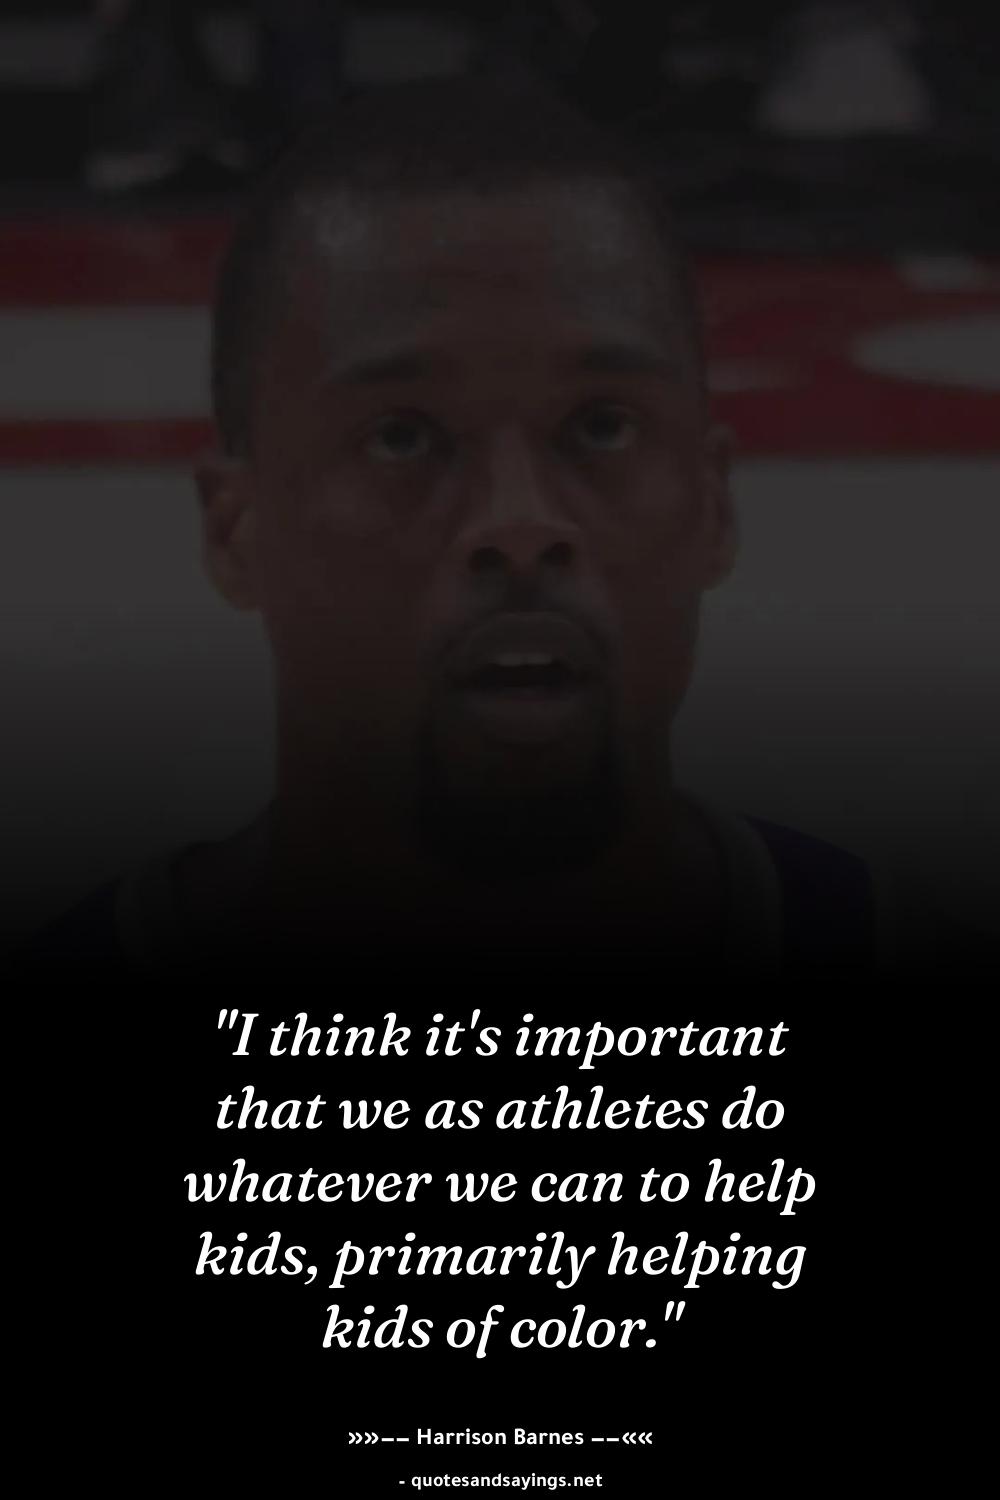 "I think it's important
that we as athletes do
whatever we can to help
kids, primarily helping
kids of color."
»»−− Harrison Barnes −−««
- quotesandsayings.net